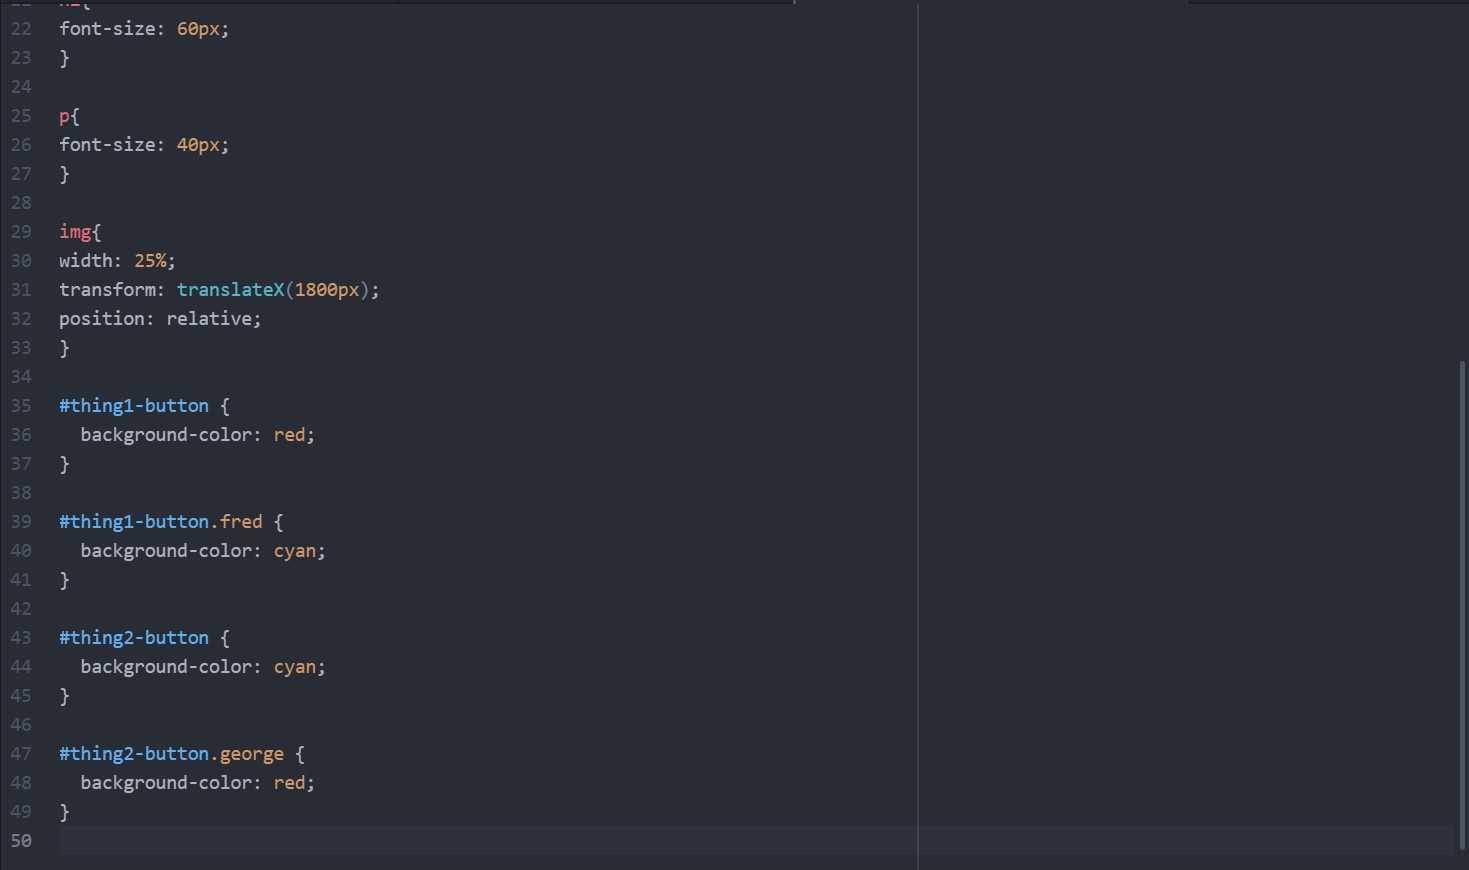 22 font-size: 60px;
23 }
24
25 p{
26 font-size: 40px;
27 }
28
29 img{
30 width: 25%;
31 transform: translateX(1800px);
32 position: relative;
33 }
34
35 #thing1-button {
36   background-color: red;
37 }
38
39 #thing1-button.fred {
40   background-color: cyan;
41 }
42
43 #thing2-button {
44   background-color: cyan;
45 }
46
47 #thing2-button.george {
48   background-color: red;
49 }
50